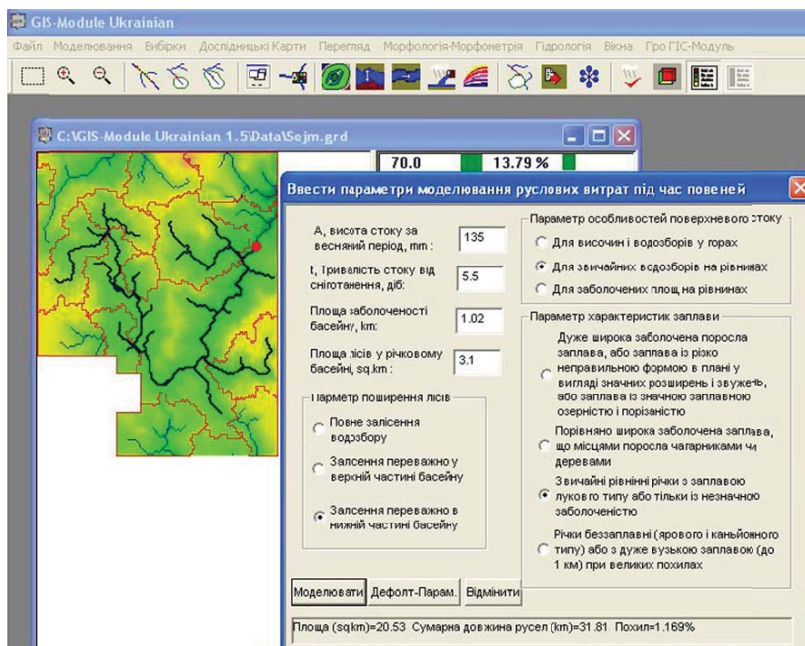 GIS-Module Ukrainian
Файл Моделювання Вибірки Дослідницькі Карти Перегляд Морфологія-Морфометрія Гідрологія Вікна Про ГІС-Модуль
C:\GIS-Module Ukrainian 1.5\Data\Sejm.grd
70.0 13.79 %
Ввести параметри моделювання руслових витрат під час повеней
A, висота стоку за
весняний період, mm :
135
t, Тривалість стоку від
сніготанення, діб:
5.5
Площа заболоченості
басейну, km:
1.02
Площа лісів у річковому
басейні, sq.km :
3.1
Параметр поширення лісів
Повне залісення
водозбору
Залсення переважно у
верхній частині басейну
Залсення переважно в
нижній частині басейну
Параметр особливостей поверхневого стоку
Для височин і водозборів у горах
Для звичайних водозборів на рівнинах
Для заболочених площ на рівнинах
Параметр характеристик заплави
Дуже широка заболочена поросла
заплава, або заплава із різко
неправильною формою в плані у
вигляді значних розширень і звужень,
або заплава із значною заплавною
озерністю і порізаністю
Порівняно широка заболочена заплава,
що місцями поросла чагарниками чи
деревами
Звичайні рівнінні річки з заплавою
лукового типу або тільки із незначною
заболоченістю
Річки беззаплавні (ярового і каньйонного
типу) або з дуже вузькою заплавою (до
1 км) при великих похилах
Моделювати Дефолт-Парам. Відмінити
Площа (sqkm)=20.53 Сумарна довжина русел (km)=31.81 Похил=1.169%